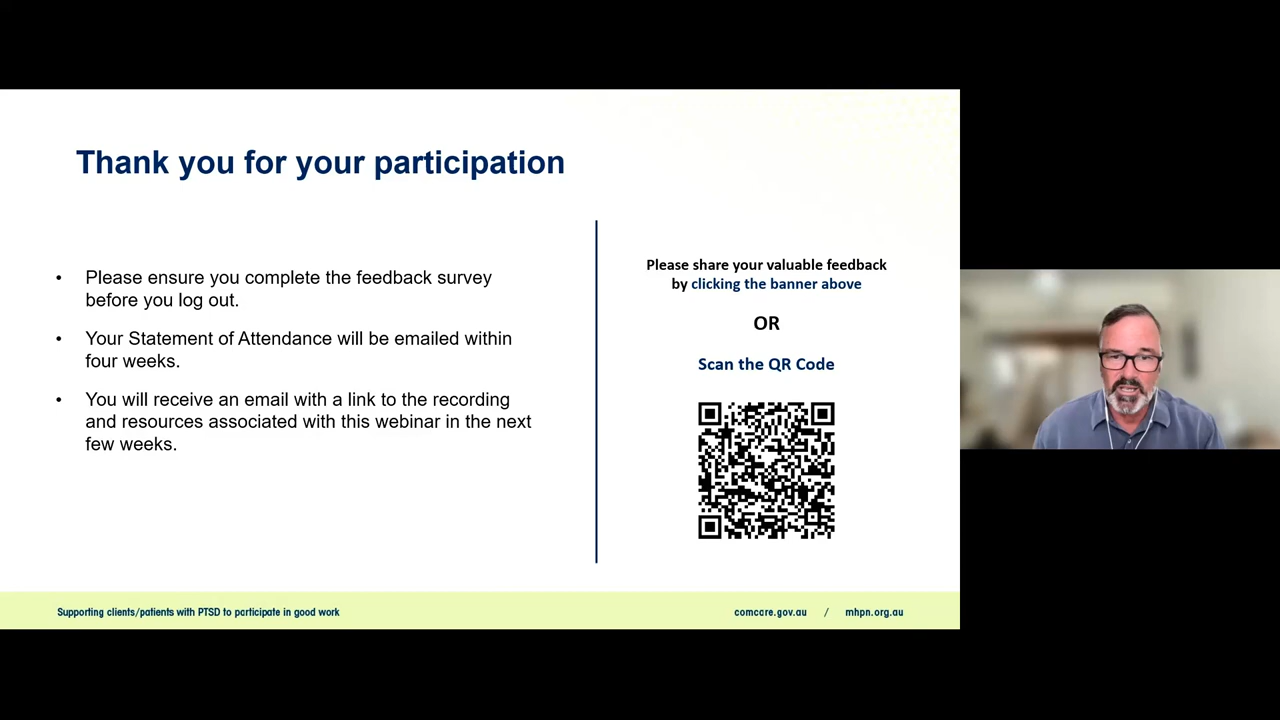 Thank you for your participation
• Please ensure you complete the feedback survey
before you log out.
• Your Statement of Attendance will be emailed within
four weeks.
• You will receive an email with a link to the recording
and resources associated with this webinar in the next
few weeks.
Please share your valuable feedback
by clicking the banner above
OR
Scan the QR Code
Supporting clients/patients with PTSD to participate in good work
comcare.gov.au / mhpn.org.au